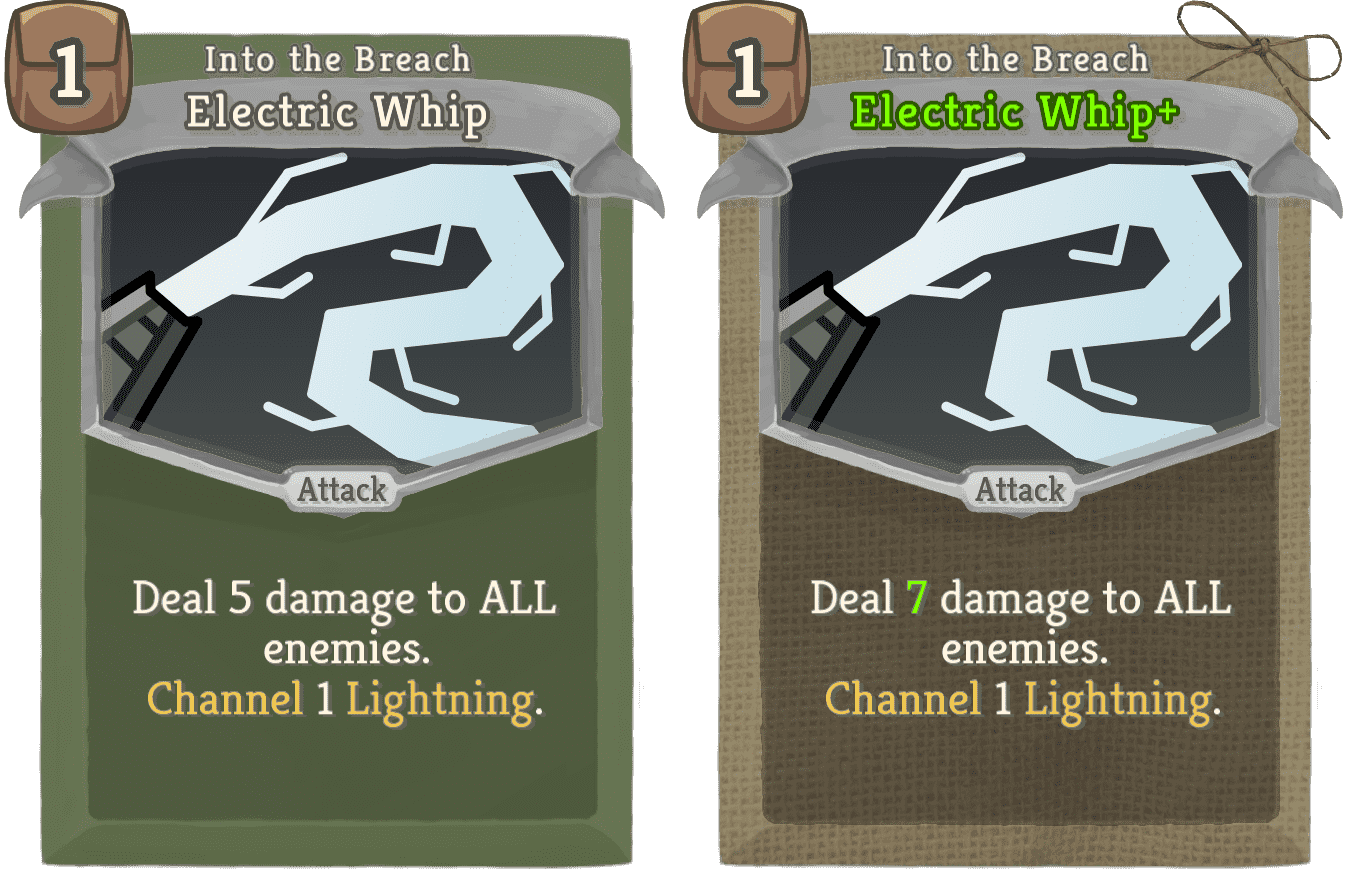 1
Into the Breach
Electric Whip
Attack
Deal 5 damage to ALL
enemies.
Channel 1 Lightning.
1
Into the Breach
Electric Whip+
Attack
Deal 7 damage to ALL
enemies.
Channel 1 Lightning.